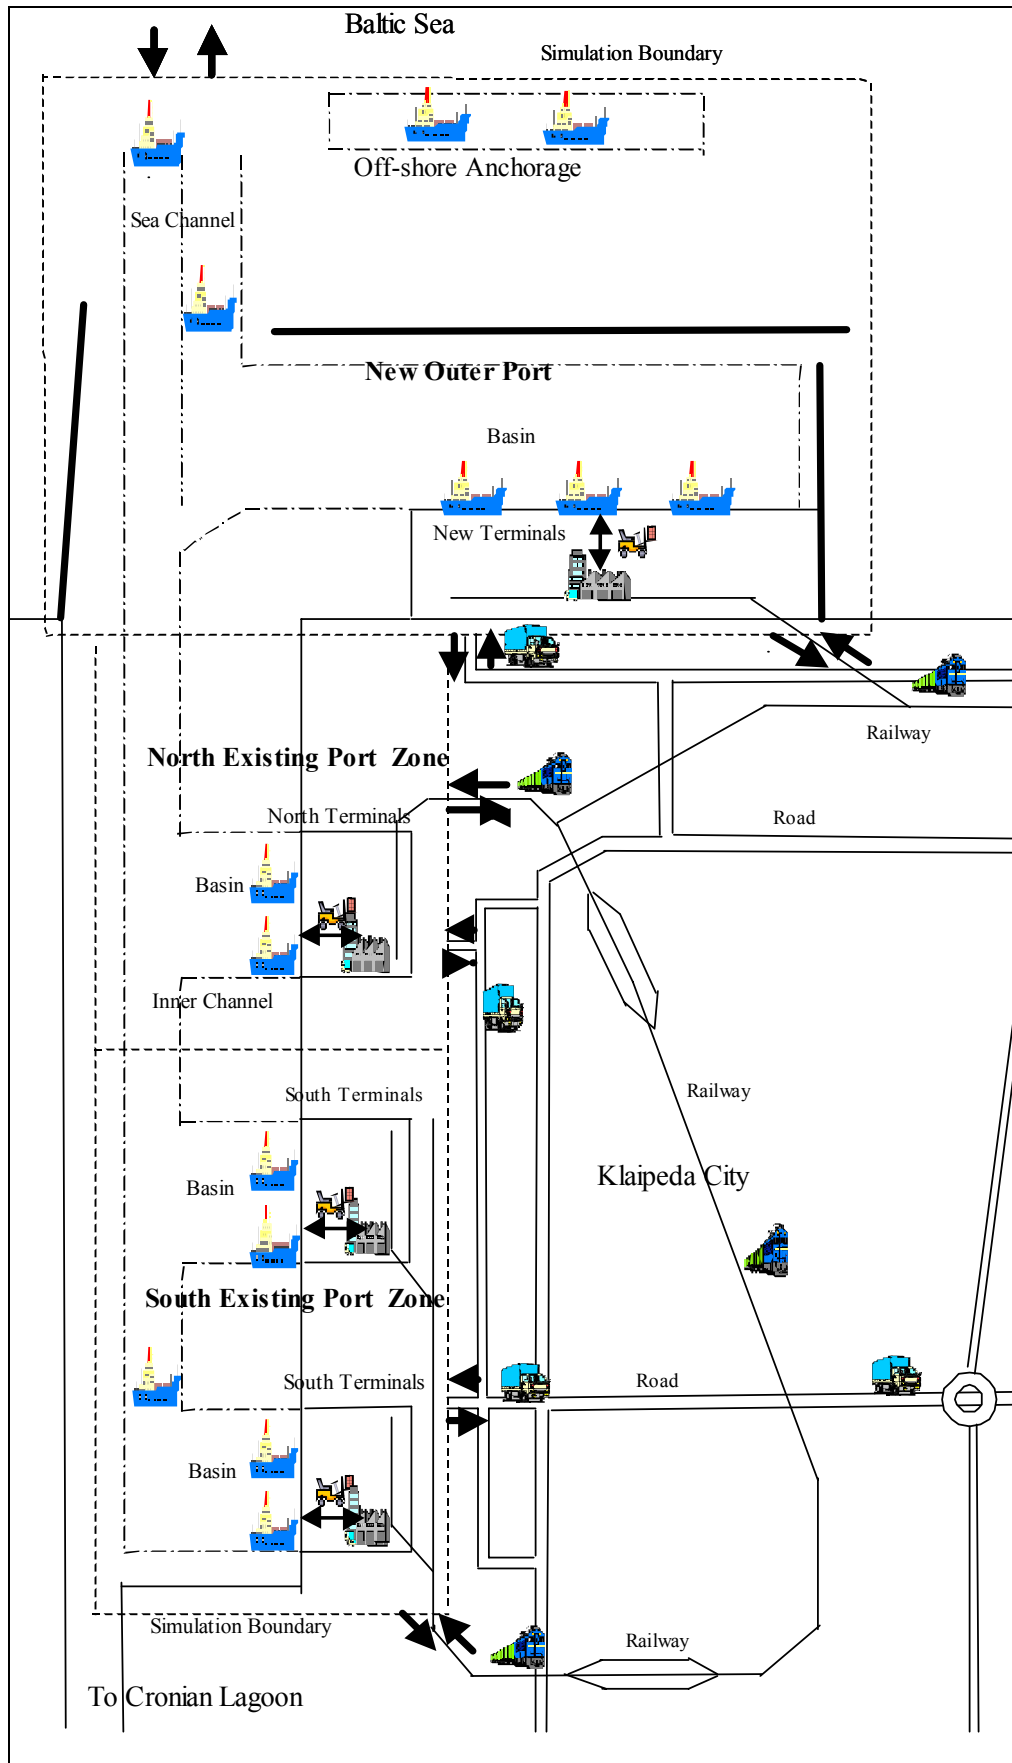 Baltic Sea
Simulation Boundary
Off-shore Anchorage
Sea Channel
New Outer Port
Basin
New Terminals
Railway
North Existing Port Zone
North Terminals
Road
Basin
Inner Channel
South Terminals
Railway
Klaipeda City
Basin
South Existing Port Zone
South Terminals
Road
Basin
Simulation Boundary
Railway
To Cronian Lagoon